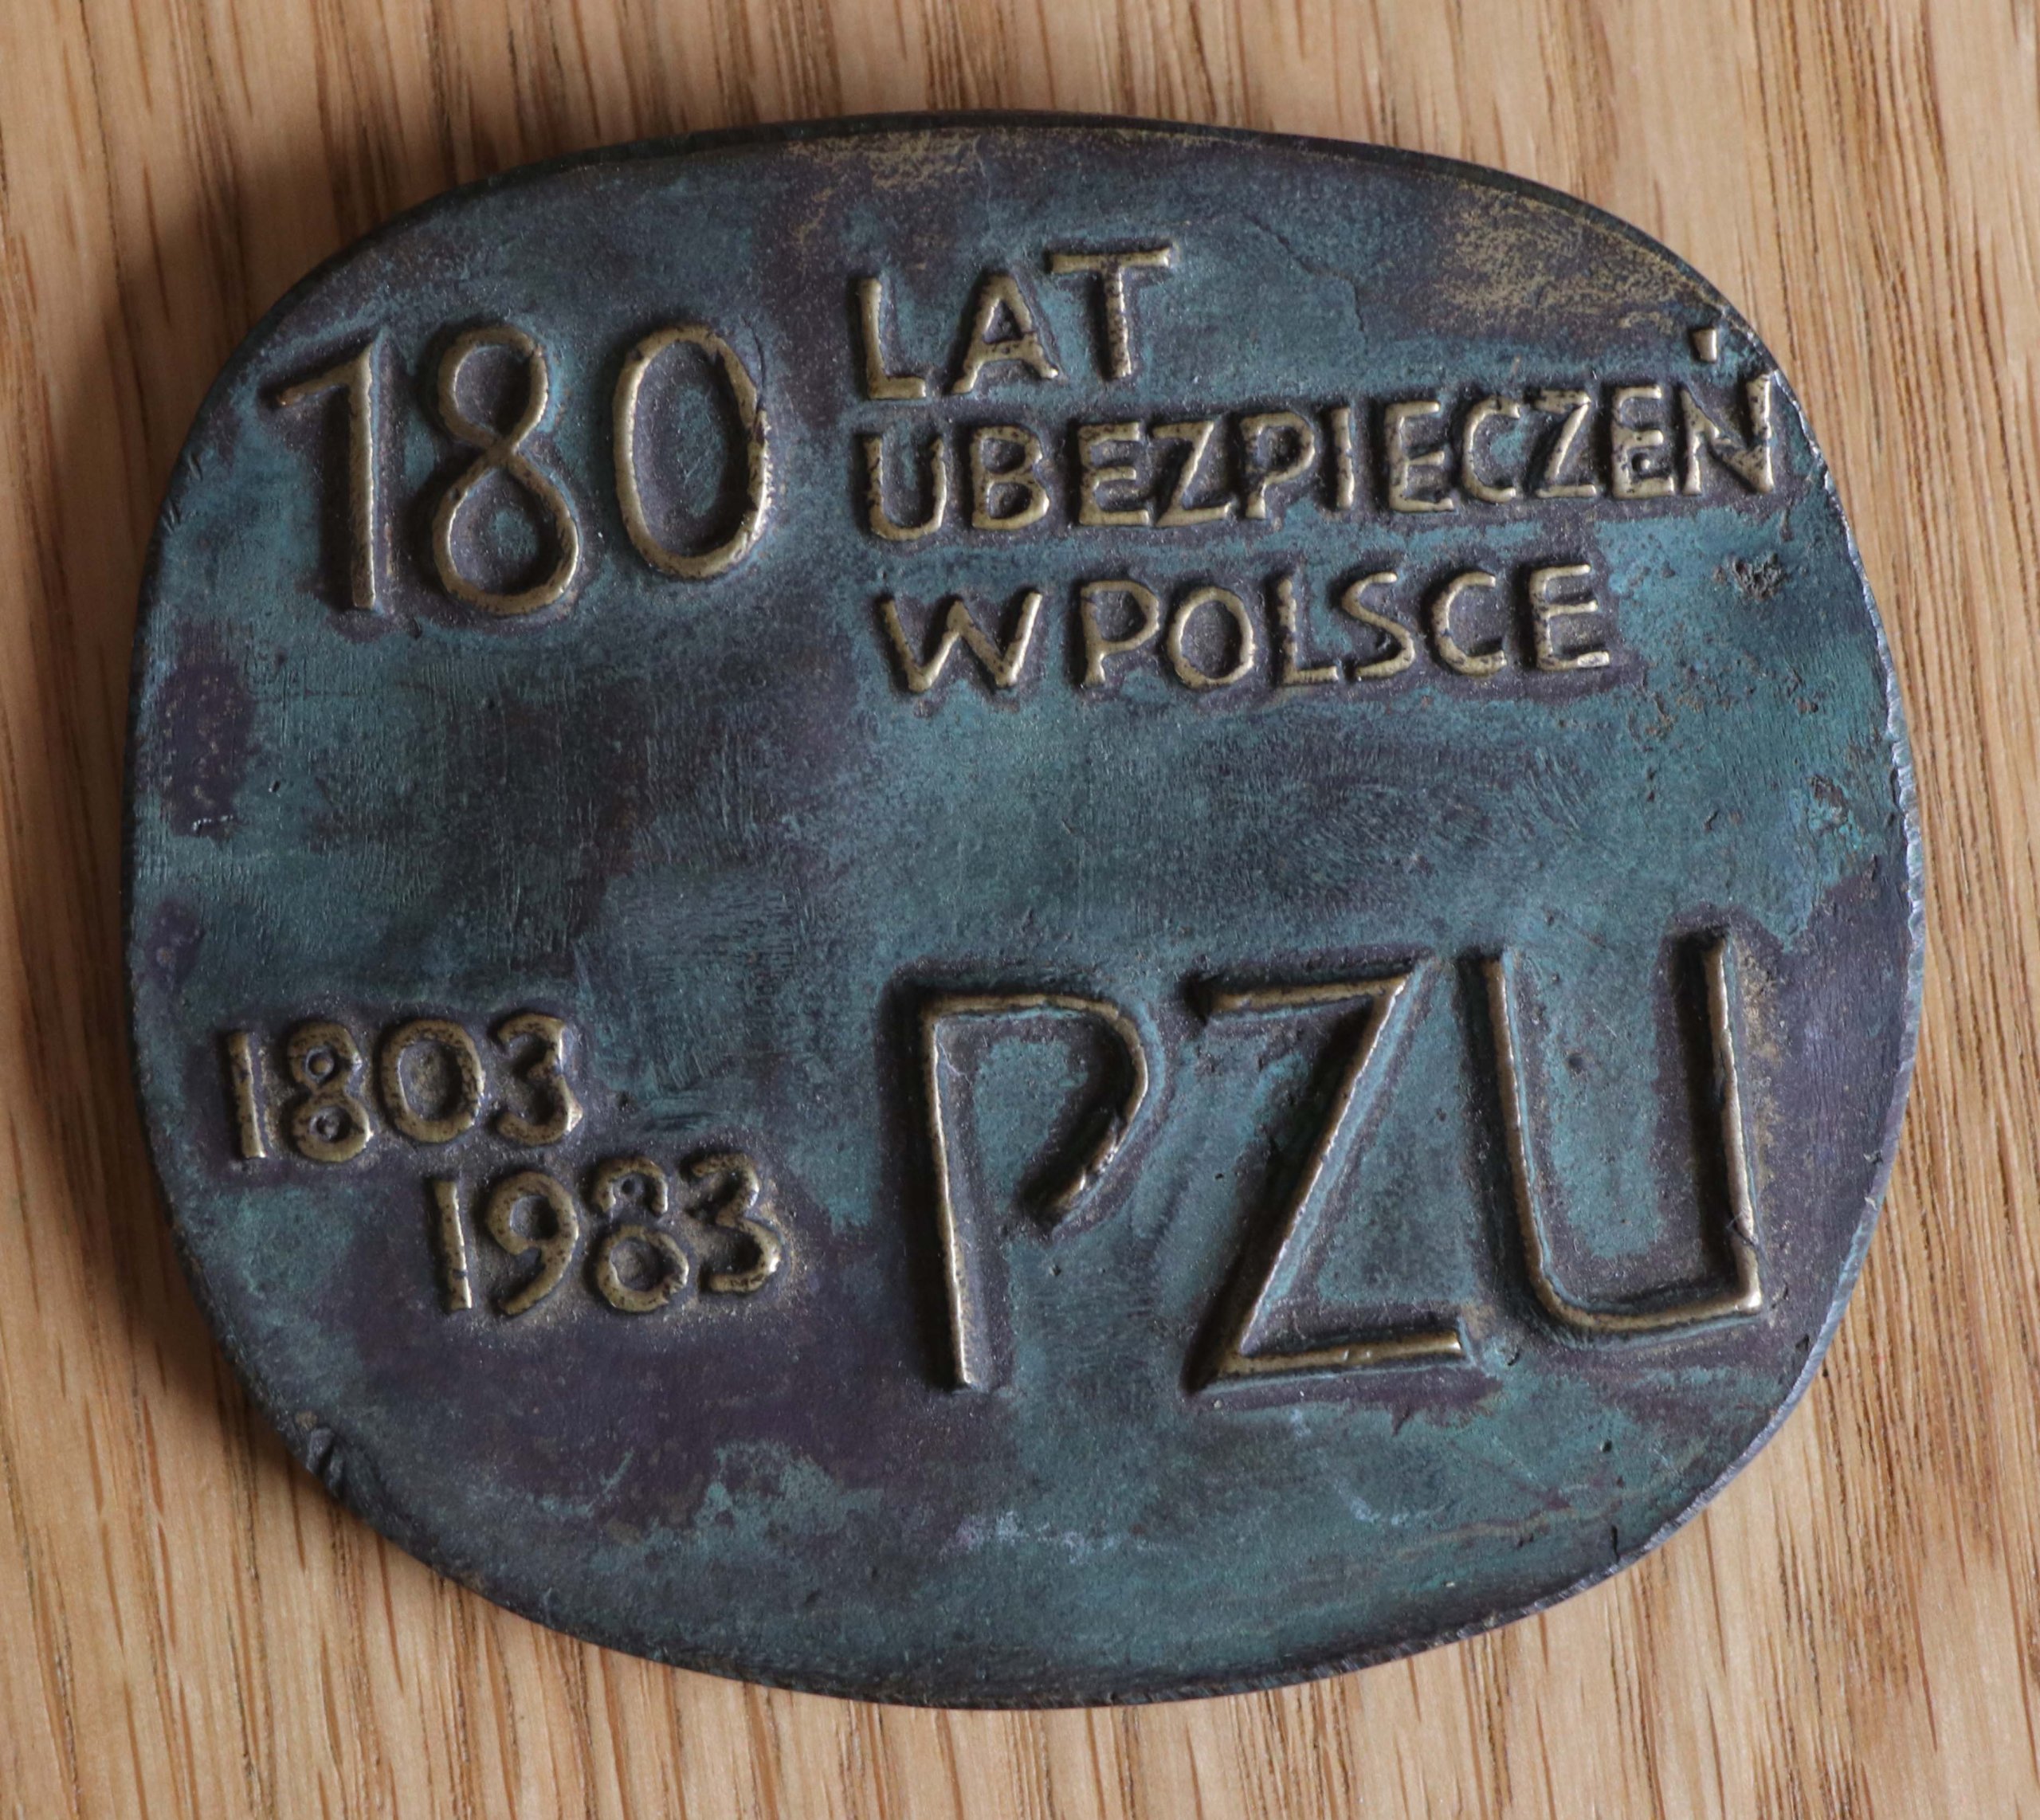 180 LAT
UBEZPIECZEŃ
W POLSCE
1803
1983
PZU